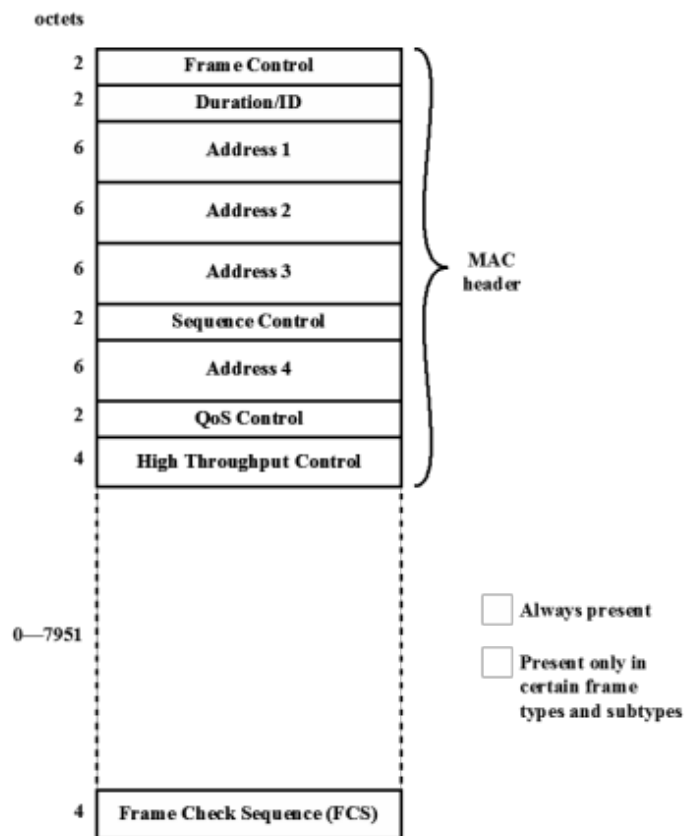 octets
2 Frame Control
2 Duration/ID
6 Address 1
6 Address 2
6 Address 3
MAC
header
2 Sequence Control
6 Address 4
2 QoS Control
4 High Throughput Control
0—7951
Always present
Present only in
certain frame
types and subtypes
4 Frame Check Sequence (FCS)